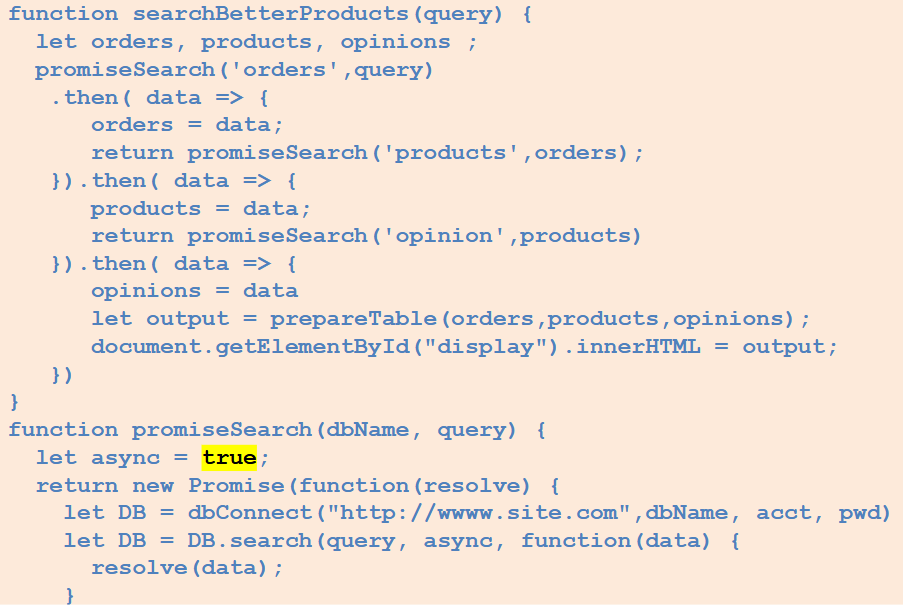 function searchBetterProducts(query) {
  let orders, products, opinions ;
  promiseSearch('orders',query)
   .then( data => {
      orders = data;
      return promiseSearch('products',orders);
   }).then( data => {
      products = data;
      return promiseSearch('opinion',products)
   }).then( data => {
      opinions = data
      let output = prepareTable(orders,products,opinions);
      document.getElementById("display").innerHTML = output;
   })
}
function promiseSearch(dbName, query) {
  let async = true;
  return new Promise(function(resolve) {
    let DB = dbConnect("http://wwww.site.com",dbName, acct, pwd)
    let DB = DB.search(query, async, function(data) {
      resolve(data);
    }